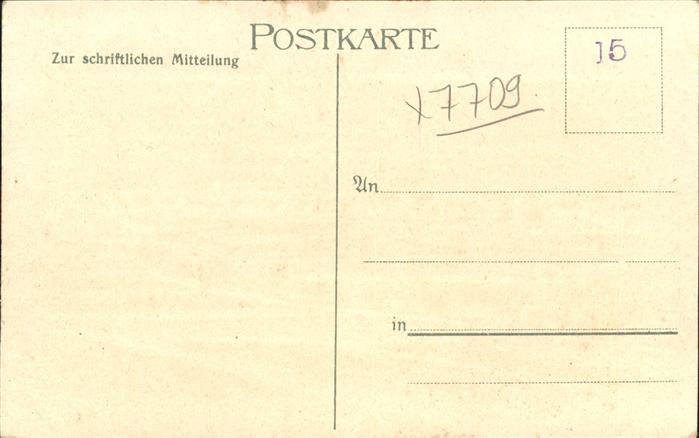 POSTKARTE
Zur schriftlichen Mitteilung
15
x7709.
An
in